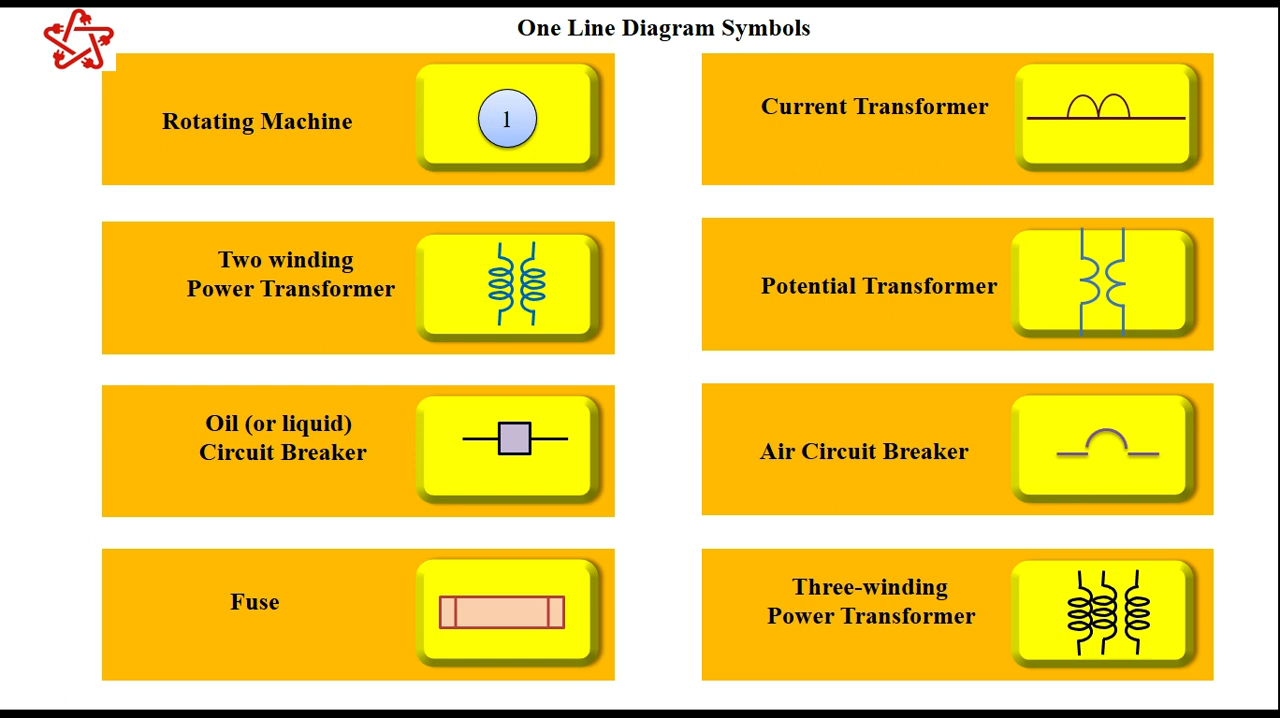 One Line Diagram Symbols
Rotating Machine
1
Current Transformer
Two winding
Power Transformer
Potential Transformer
Oil (or liquid)
Circuit Breaker
Air Circuit Breaker
Fuse
Three-winding
Power Transformer